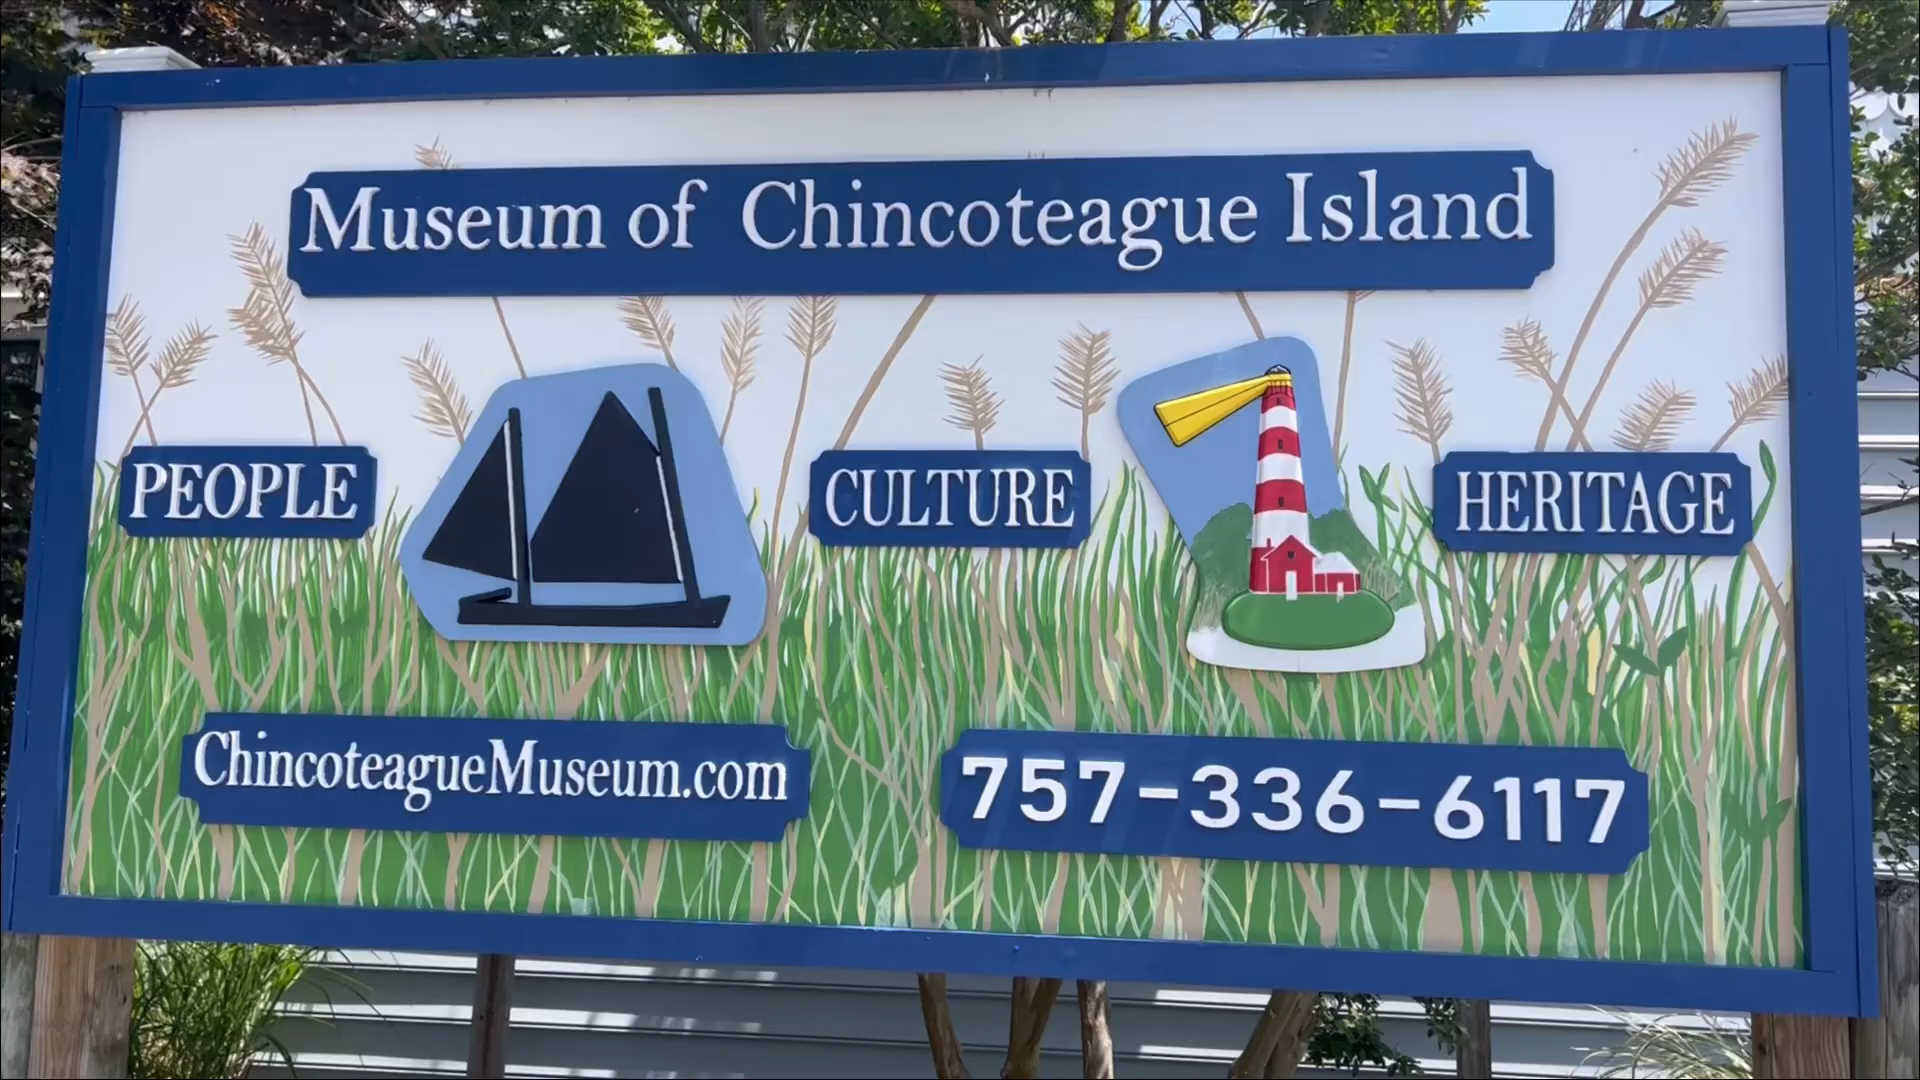 Museum of Chincoteague Island
PEOPLE
CULTURE
HERITAGE
ChincoteagueMuseum.com
757-336-6117